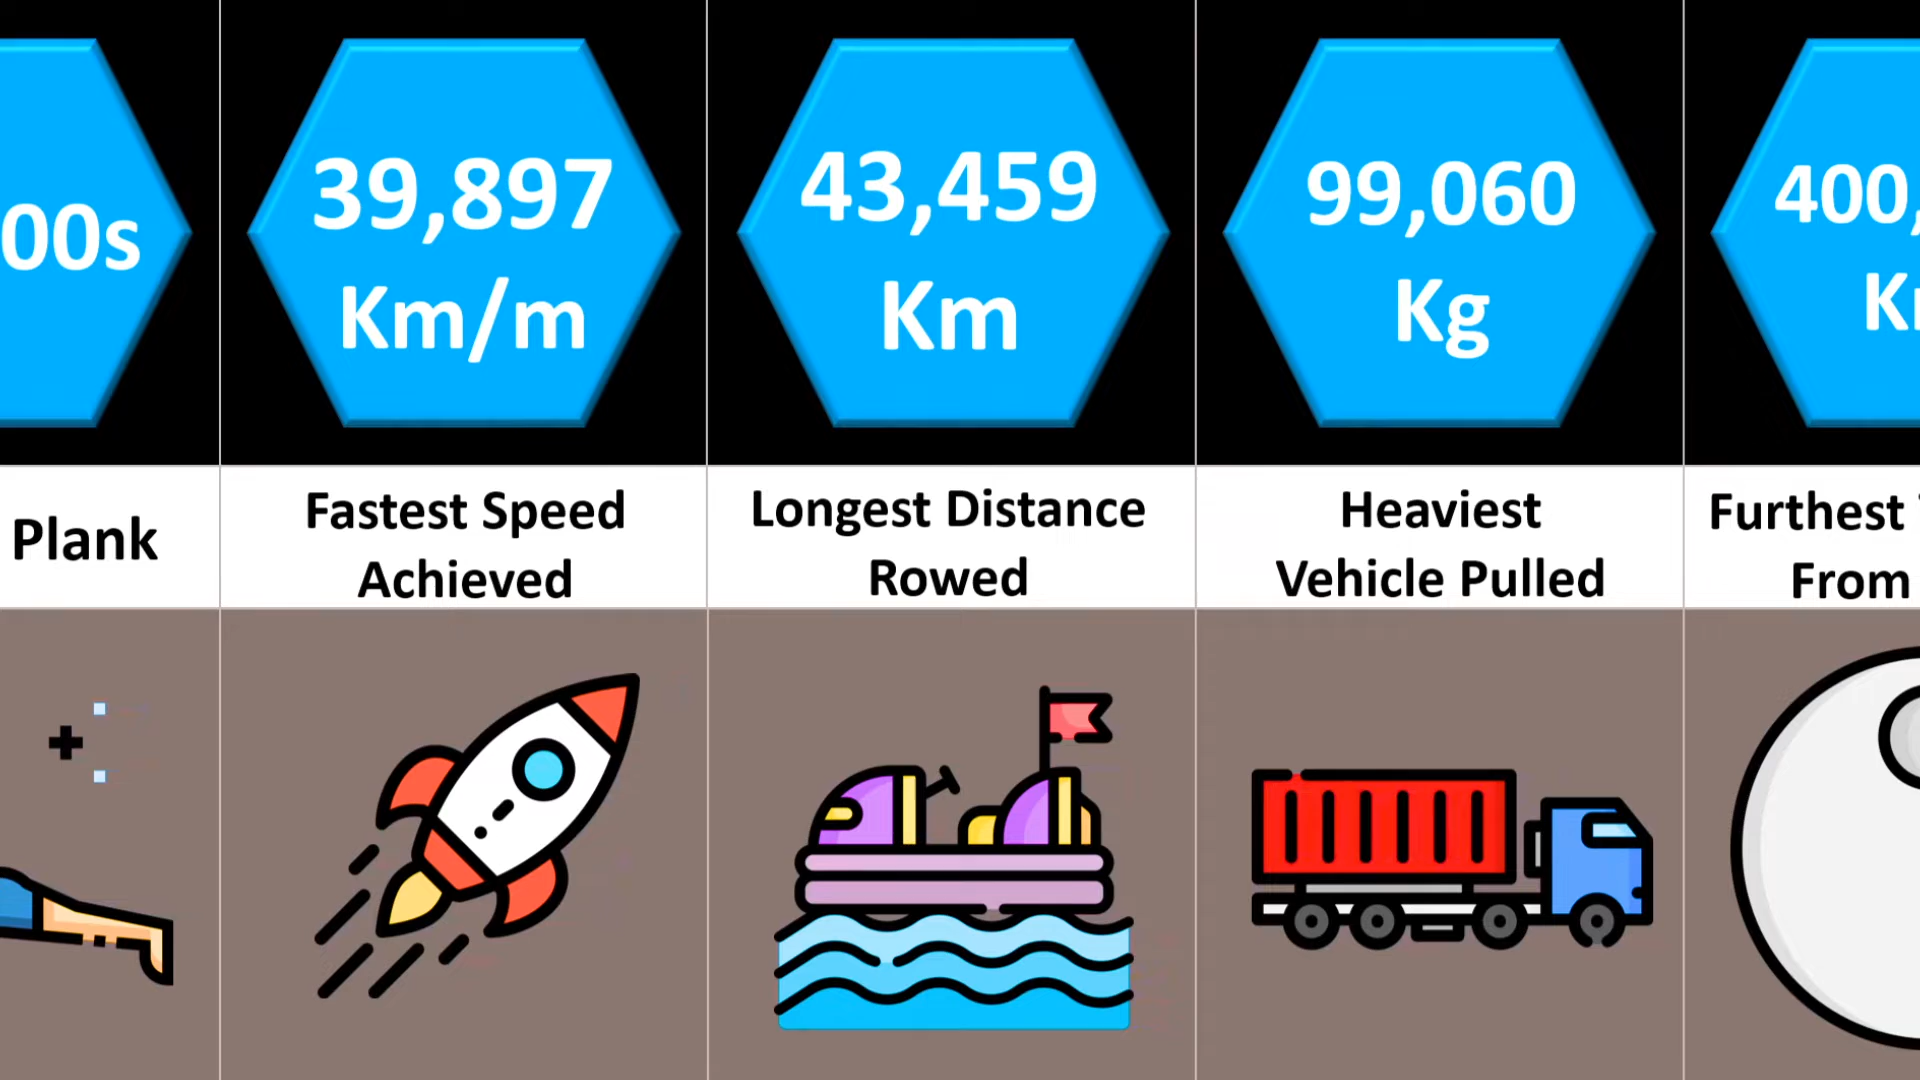 00s
Plank
39,897
Km/m
Fastest Speed
Achieved
43,459
Km
Longest Distance
Rowed
99,060
Kg
Heaviest
Vehicle Pulled
400,
K
Furthest
From